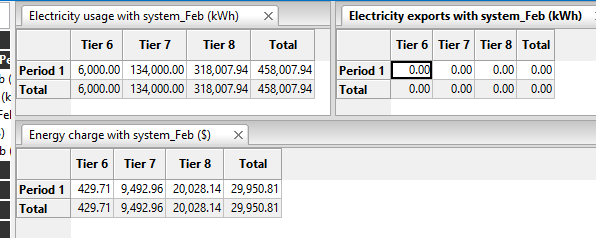 Electricity usage with system_Feb (kWh)
Tier 6 Tier 7 Tier 8 Total
Period 1 6,000.00 134,000.00 318,007.94 458,007.94
Total 6,000.00 134,000.00 318,007.94 458,007.94
Electricity exports with system_Feb (kWh)
Tier 6 Tier 7 Tier 8 Total
Period 1 0.00 0.00 0.00 0.00
Total 0.00 0.00 0.00 0.00
Energy charge with system_Feb ($)
Tier 6 Tier 7 Tier 8 Total
Period 1 429.71 9,492.96 20,028.14 29,950.81
Total 429.71 9,492.96 20,028.14 29,950.81